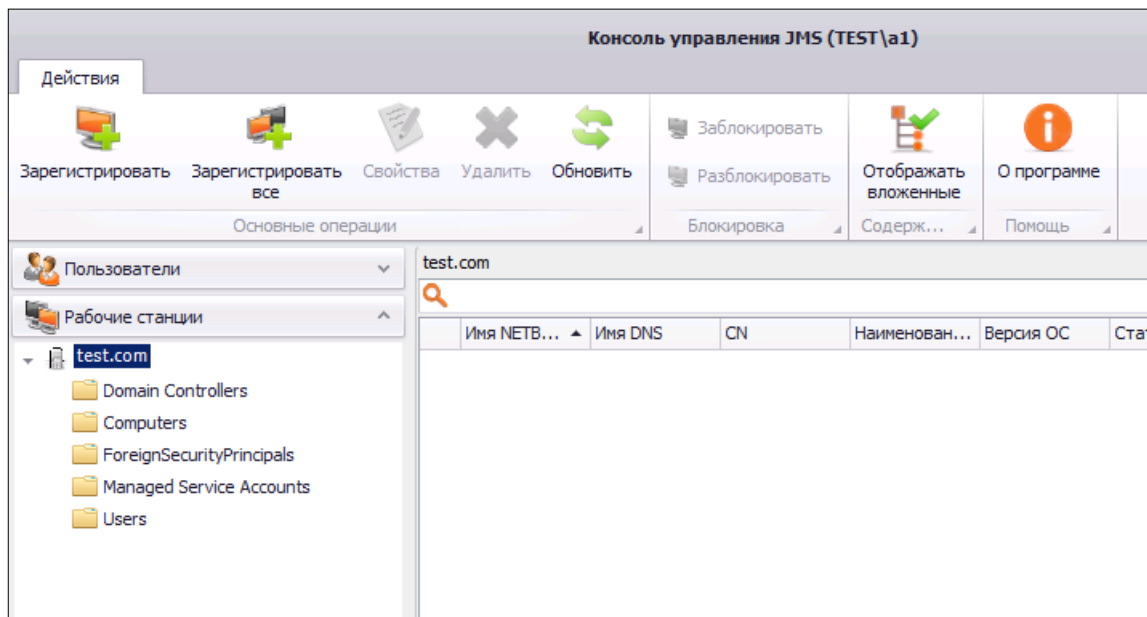 Консоль управления JMS (TEST\a1)
Действия
Зарегистрировать
Зарегистрировать все
Свойства
Удалить
Обновить
Заблокировать
Разблокировать
Отображать вложенные
О программе
Основные операции
Блокировка
Содерж...
Помощь
Пользователи
Рабочие станции
test.com
Domain Controllers
Computers
ForeignSecurityPrincipals
Managed Service Accounts
Users
test.com
Имя NETB... Имя DNS CN Наименован... Версия ОС Стат